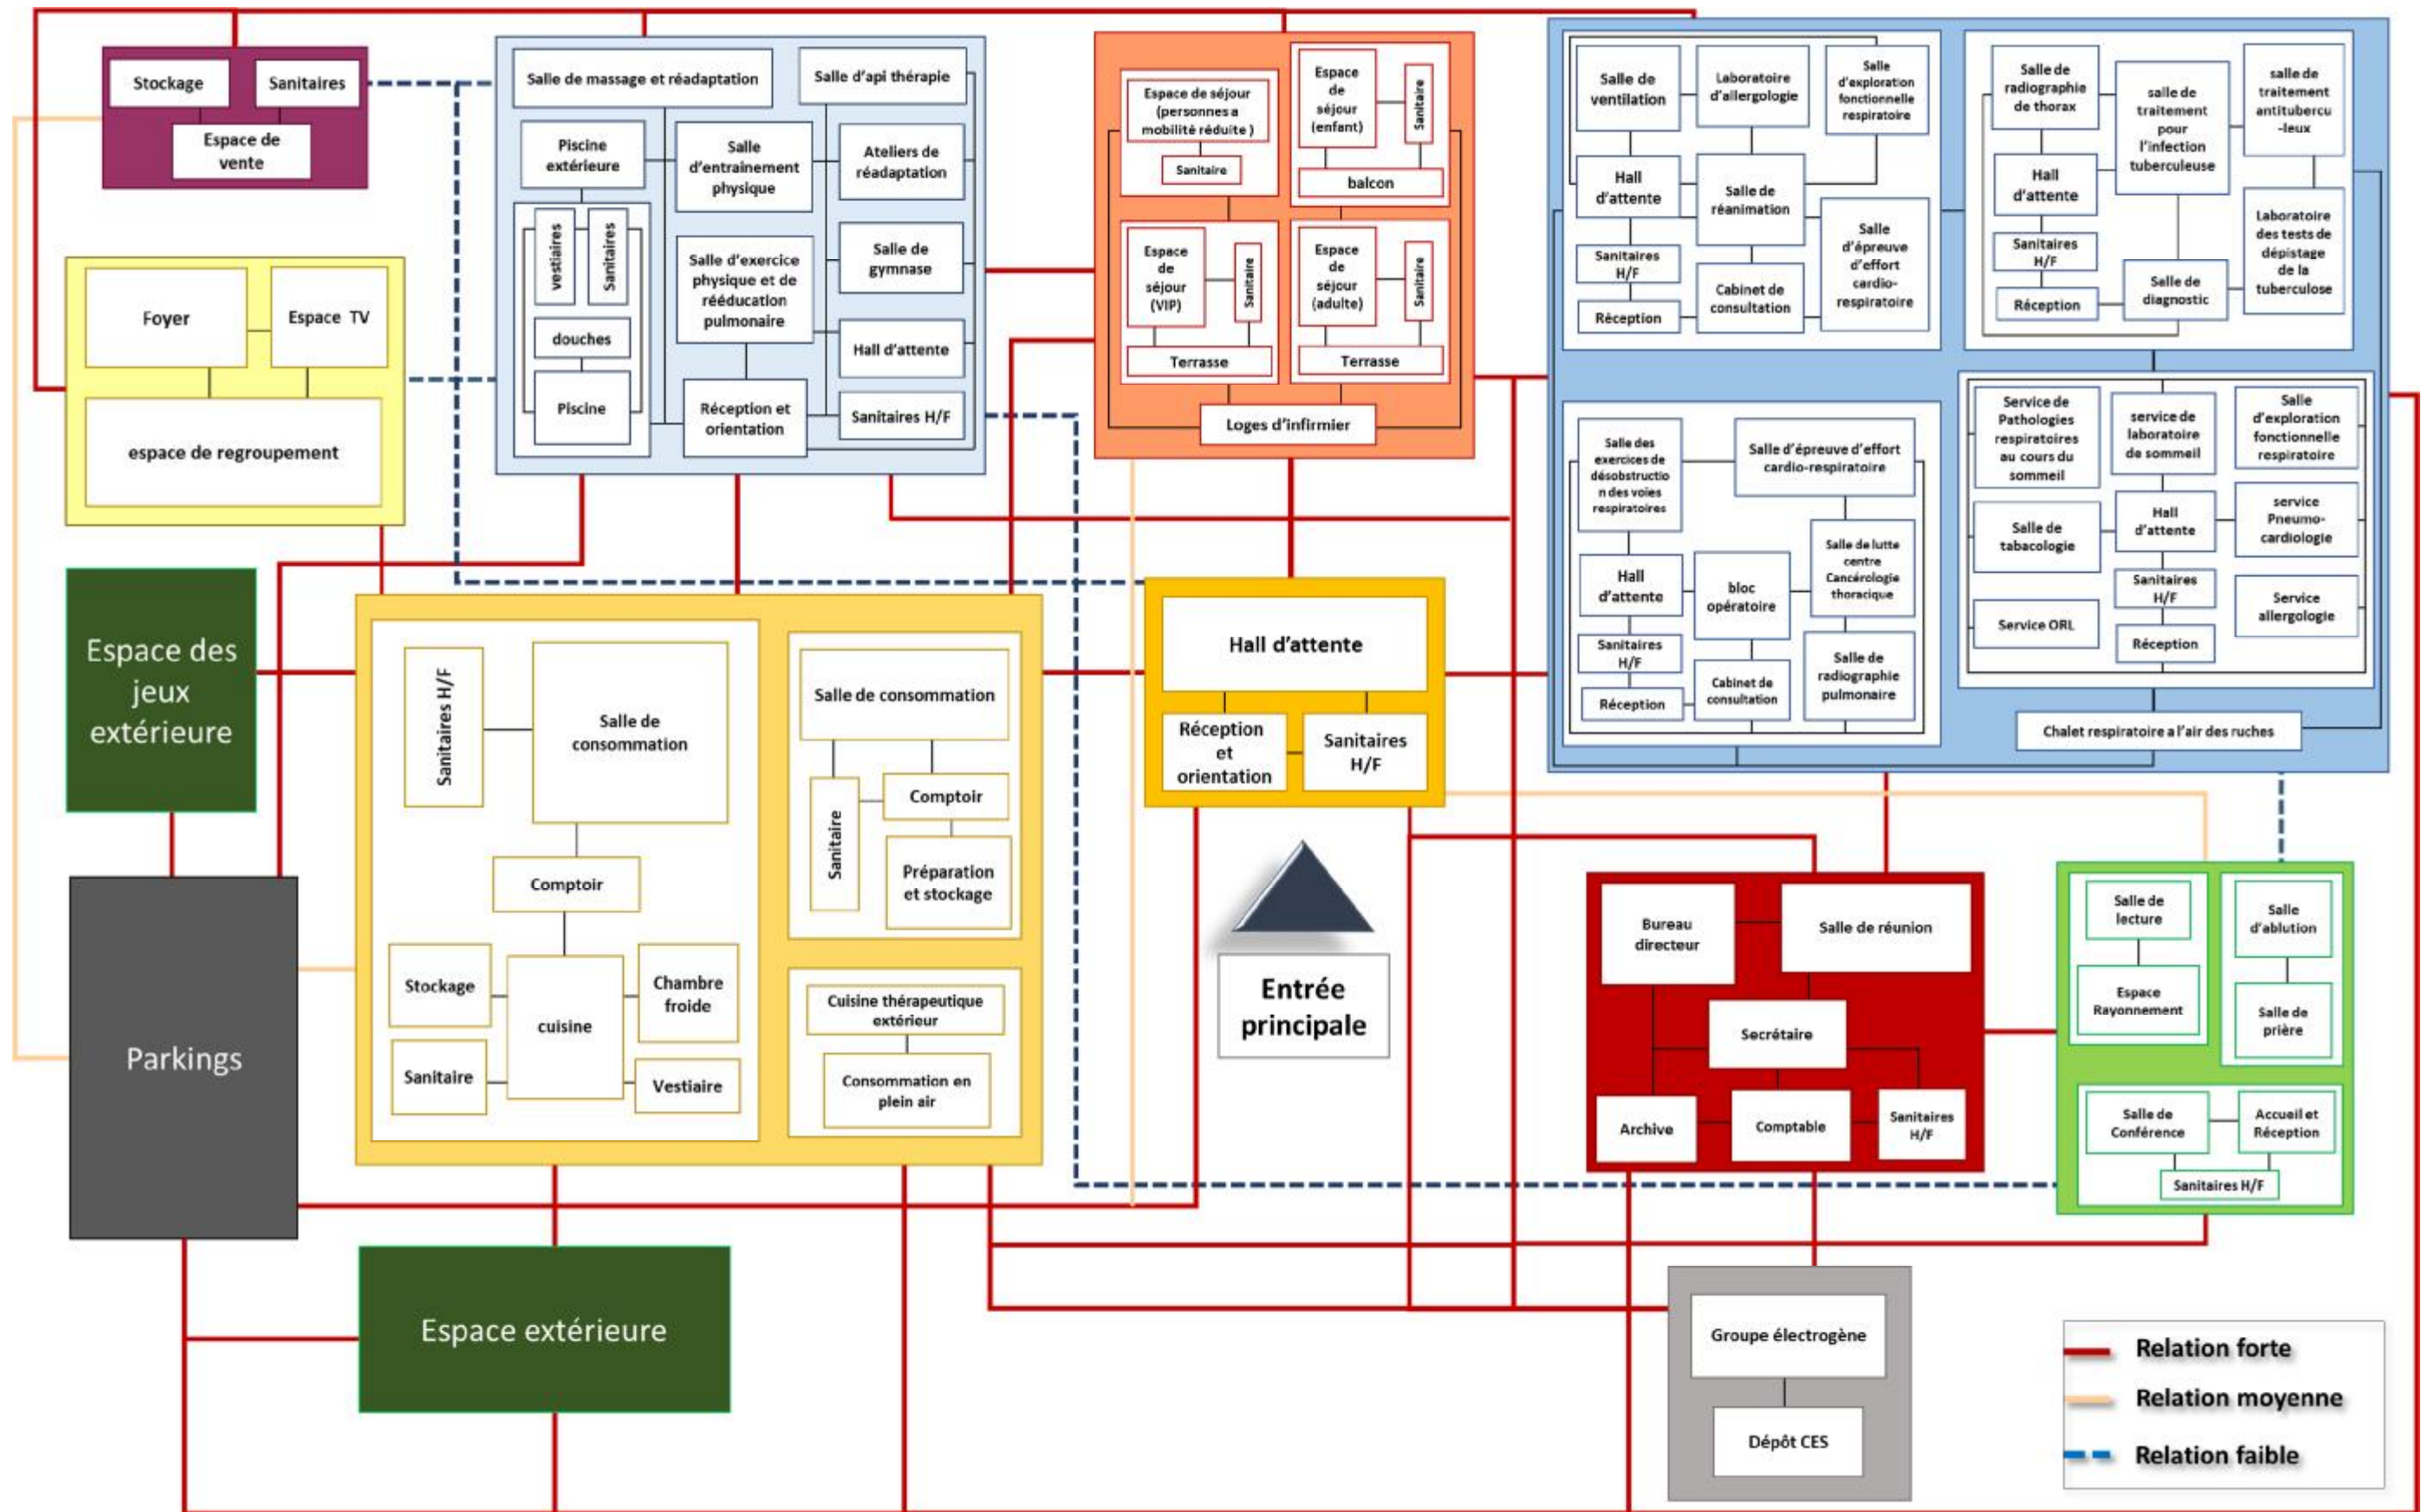 Stockage
Sanitaires
Espace de
vente
Foyer
Espace TV
espace de regroupement
Salle de massage et réadaptation
Salle d'api thérapie
Piscine
extérieure
Salle
d'entrainement
physique
Ateliers de
réadaptation
vestiaires
Sanitaires
Salle d'exercice
physique et de
rééducation
pulmonaire
Salle de
gymnase
douches
Hall d'attente
Piscine
Réception et
orientation
Sanitaires H/F
Espace de séjour
(personnes a
mobilité réduite )
Sanitaire
Espace
de
séjour
(enfant)
Sanitaire
balcon
Espace
de
séjour
(VIP)
Sanitaire
Terrasse
Espace
de
séjour
(adulte)
Sanitaire
Terrasse
Loges d'infirmier
Salle de
ventilation
Laboratoire
d'allergologie
Salle
d'exploration
fonctionnelle
respiratoire
Hall
d'attente
Salle de
réanimation
Salle
d'épreuve
d'effort
cardio-
respiratoire
Sanitaires
H/F
Cabinet de
consultation
Réception
Salle de
radiographie
de thorax
salle de
traitement
pour
l'infection
tuberculeuse
salle de
traitement
antitubercu
-leux
Hall
d'attente
Sanitaires
H/F
Laboratoire
des tests de
dépistage
de la
tuberculose
Réception
Salle de
diagnostic
Salle des
exercices de
désobstructio
n des voies
respiratoires
Salle d'épreuve d'effort
cardio-respiratoire
Hall
d'attente
bloc
opératoire
Salle de lutte
centre
Cancérologie
thoracique
Sanitaires
H/F
Cabinet de
consultation
Salle de
radiographie
pulmonaire
Réception
Service de
Pathologies
respiratoires
au cours du
sommeil
service de
laboratoire
de sommeil
Salle
d'exploration
fonctionnelle
respiratoire
Salle de
tabacologie
Hall
d'attente
service
Pneumo-
cardiologie
Sanitaires
H/F
Service
allergologie
Service ORL
Réception
Chalet respiratoire a l'air des ruches
Espace des
jeux
extérieure
Parkings
Sanitaires H/F
Salle de
consommation
Comptoir
Stockage
cuisine
Chambre
froide
Sanitaire
Vestiaire
Salle de consommation
Sanitaire
Comptoir
Préparation
et stockage
Cuisine thérapeutique
extérieur
Consommation en
plein air
Hall d'attente
Réception
et
orientation
Sanitaires
H/F
Entrée
principale
Bureau
directeur
Salle de réunion
Secrétaire
Archive
Comptable
Sanitaires
H/F
Salle de
lecture
Espace
Rayonnement
Salle
d'ablution
Salle de
prière
Salle de
Conférence
Accueil et
Réception
Sanitaires H/F
Espace extérieure
Groupe électrogène
Dépôt CES
Relation forte
Relation moyenne
Relation faible